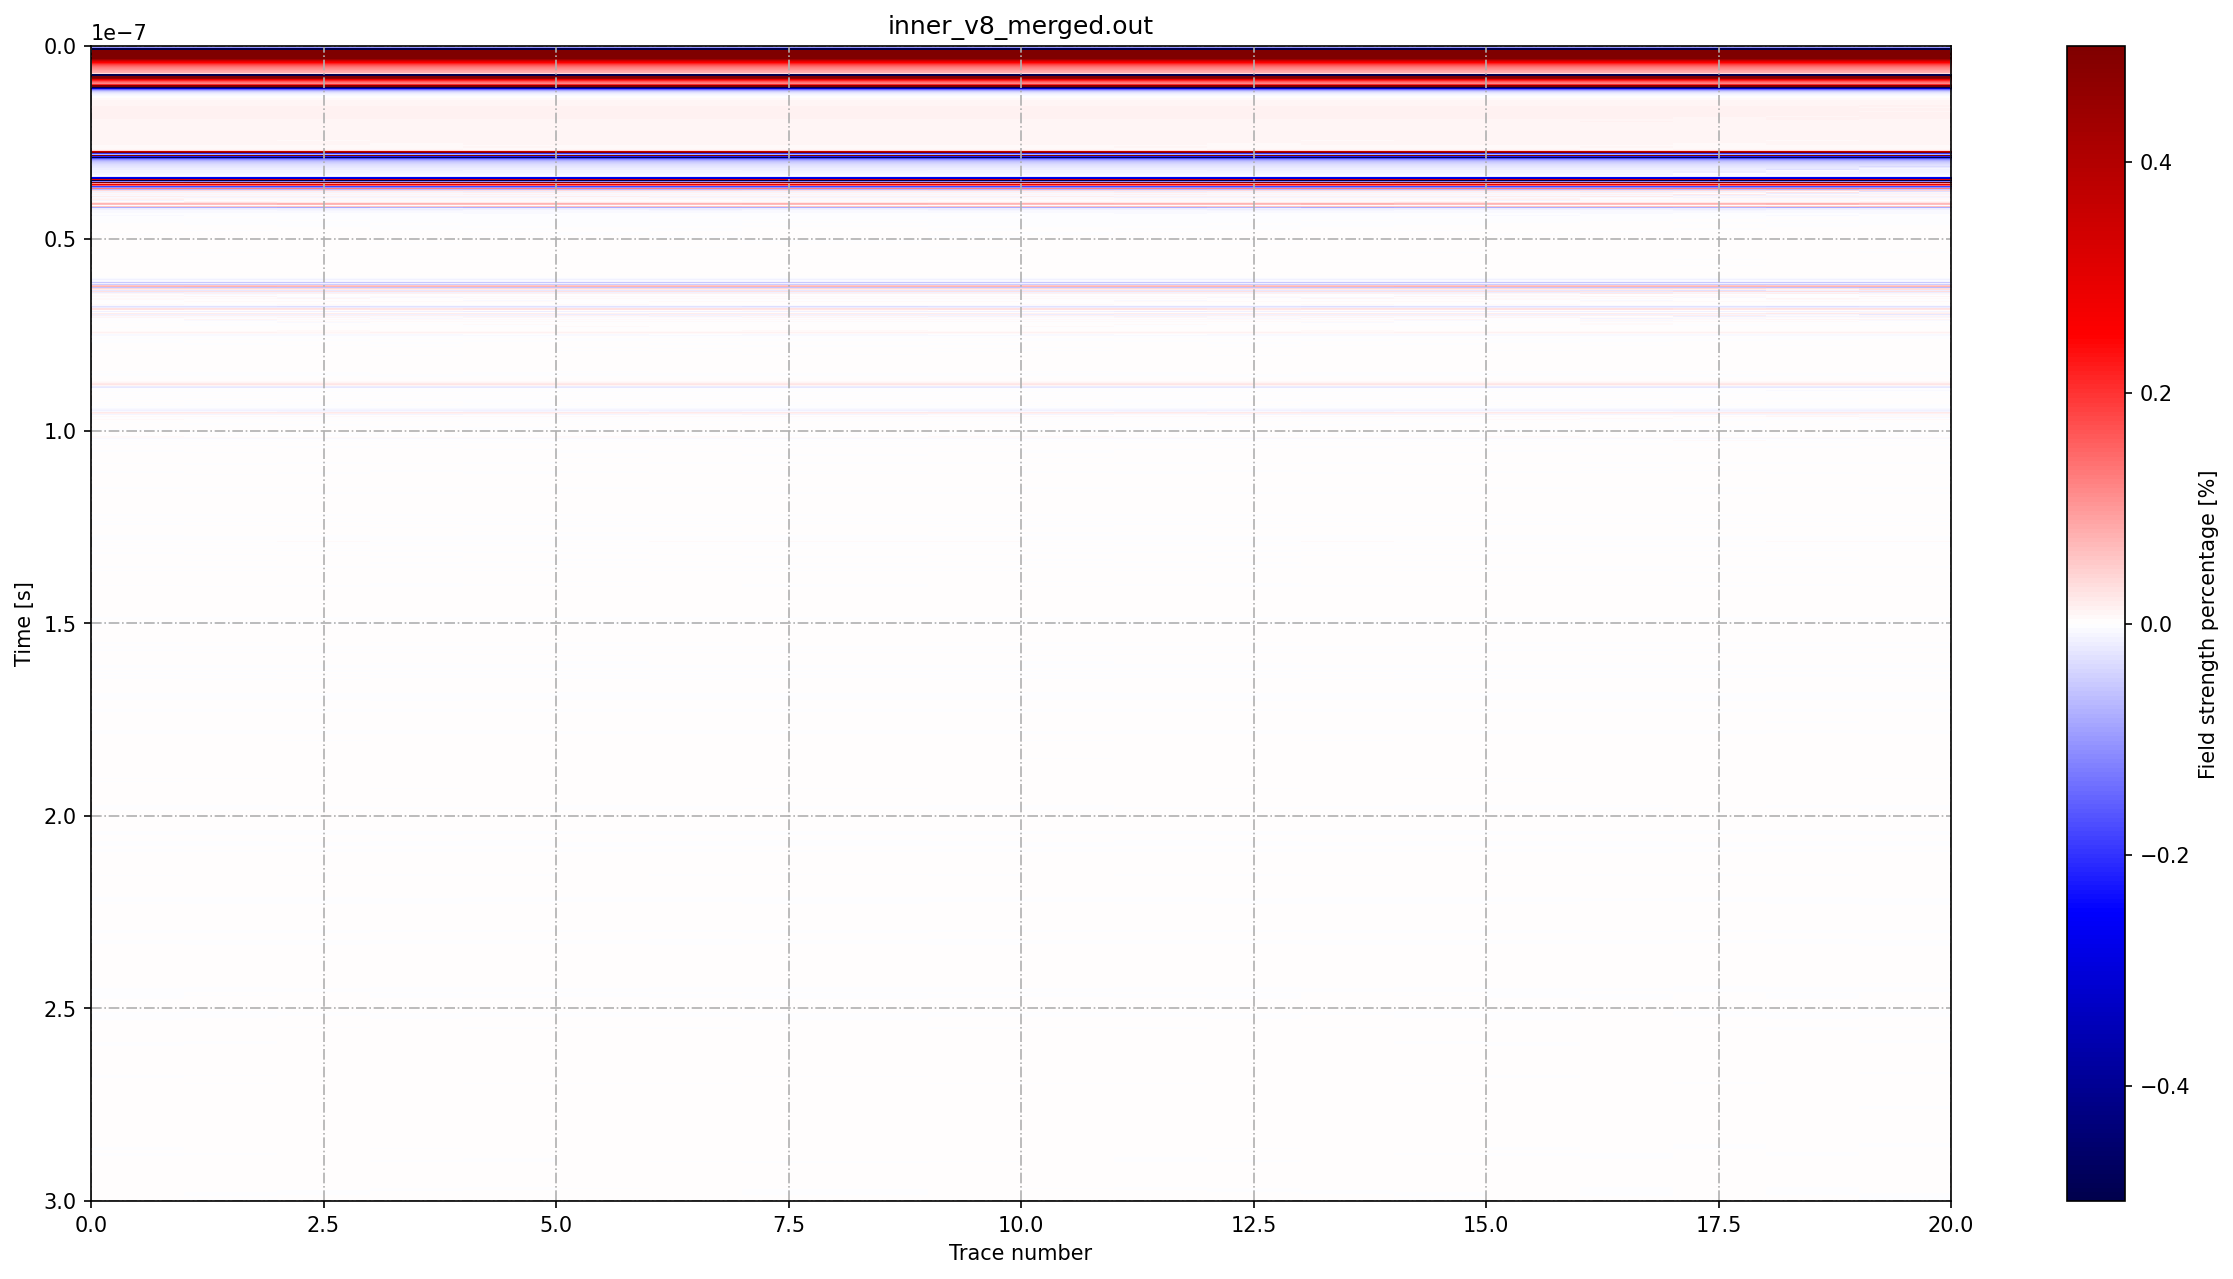 inner_v8_merged.out
1e−7
0.0
0.5
1.0
1.5
2.0
2.5
3.0
Time [s]
0.0 2.5 5.0 7.5 10.0 12.5 15.0 17.5 20.0
Trace number
0.4
0.2
0.0
−0.2
−0.4
Field strength percentage [%]